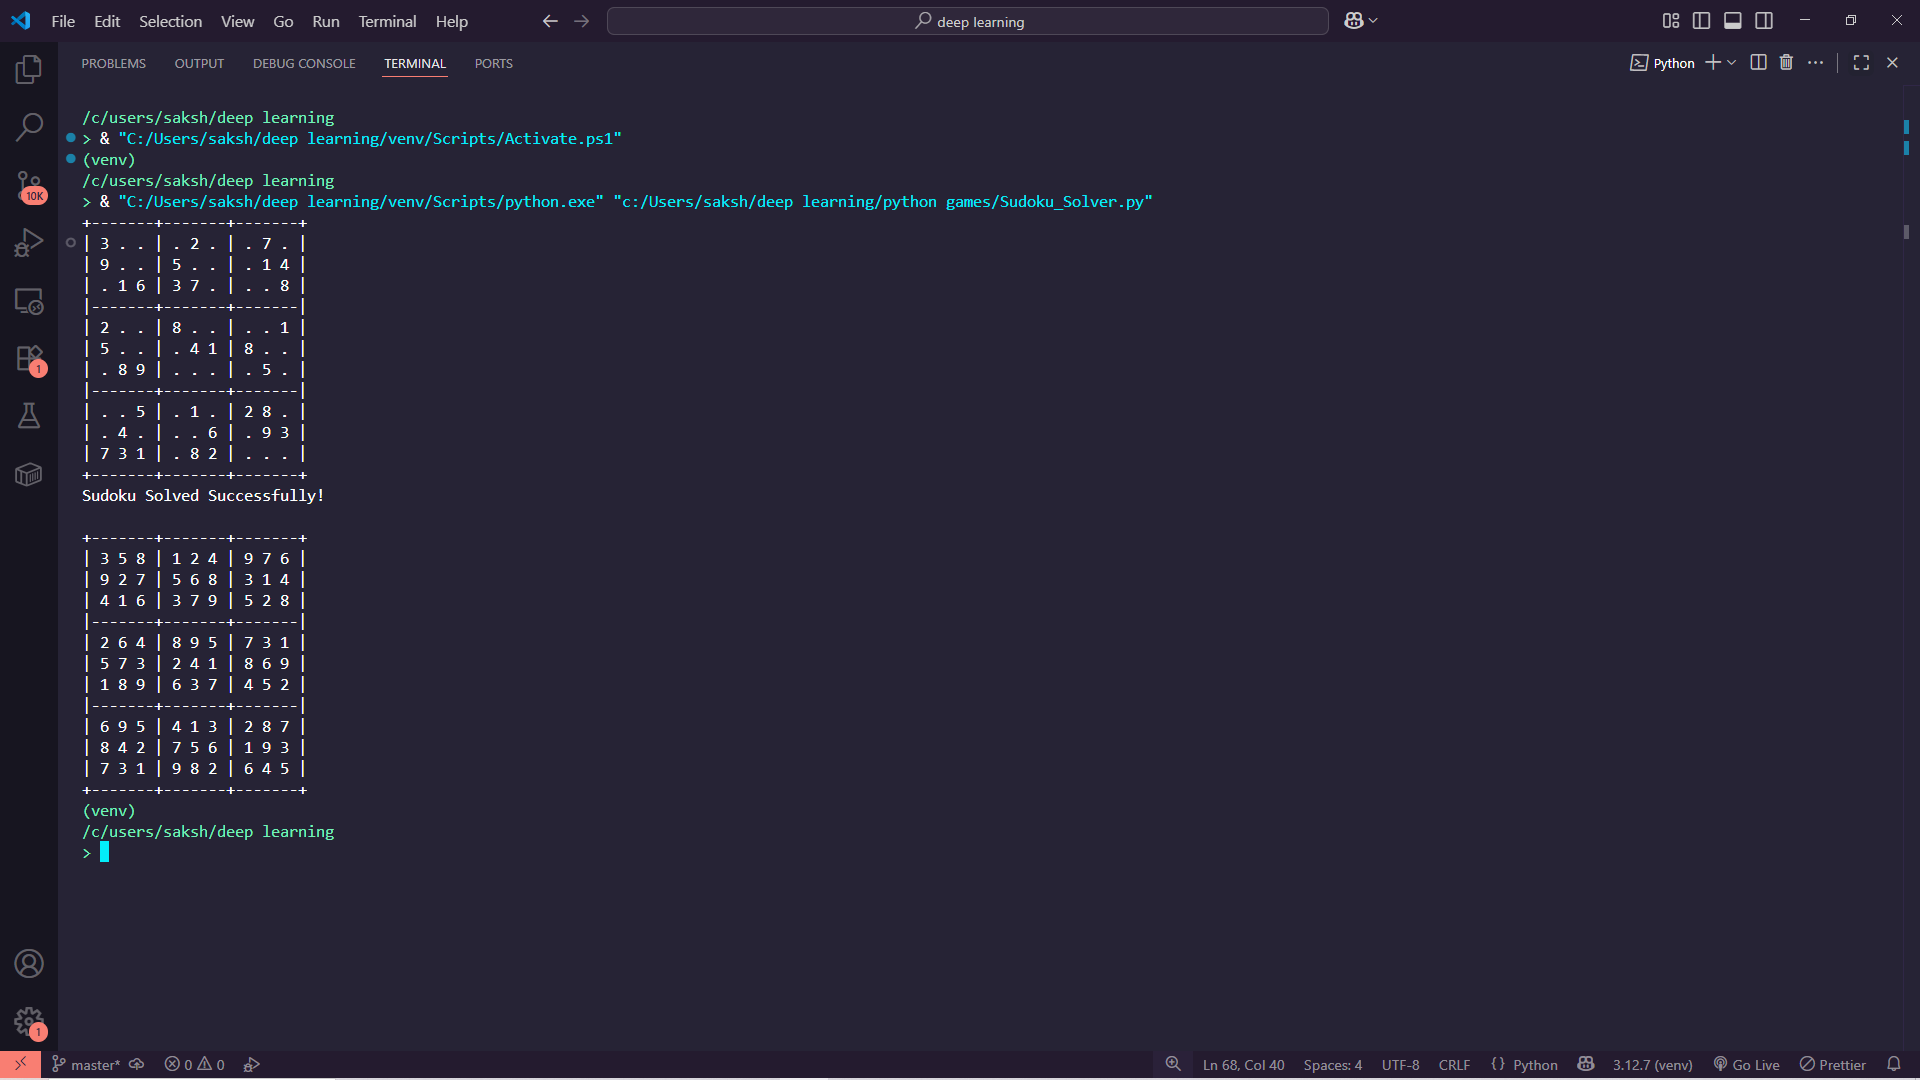 File Edit Selection View Go Run Terminal Help
deep learning
PROBLEMS OUTPUT DEBUG CONSOLE TERMINAL PORTS
Python
/c/users/saksh/deep learning
> & "C:/Users/saksh/deep learning/venv/Scripts/Activate.ps1"
(venv)
/c/users/saksh/deep learning
> & "C:/Users/saksh/deep learning/venv/Scripts/python.exe" "c:/Users/saksh/deep learning/python games/Sudoku_Solver.py"
+-------+-------+-------+
| 3 . . | . 2 . | . 7 . |
| 9 . . | 5 . . | . 1 4 |
| . 1 6 | 3 7 . | . . 8 |
|-------+-------+-------|
| 2 . . | 8 . . | . . 1 |
| 5 . . | . 4 1 | 8 . . |
| . 8 9 | . . . | . 5 . |
|-------+-------+-------|
| . . 5 | . 1 . | 2 8 . |
| . 4 . | . . 6 | . 9 3 |
| 7 3 1 | . 8 2 | . . . |
+-------+-------+-------+
Sudoku Solved Successfully!
+-------+-------+-------+
| 3 5 8 | 1 2 4 | 9 7 6 |
| 9 2 7 | 5 6 8 | 3 1 4 |
| 4 1 6 | 3 7 9 | 5 2 8 |
|-------+-------+-------|
| 2 6 4 | 8 9 5 | 7 3 1 |
| 5 7 3 | 2 4 1 | 8 6 9 |
| 1 8 9 | 6 3 7 | 4 5 2 |
|-------+-------+-------|
| 6 9 5 | 4 1 3 | 2 8 7 |
| 8 4 2 | 7 5 6 | 1 9 3 |
| 7 3 1 | 9 8 2 | 6 4 5 |
+-------+-------+-------+
(venv)
/c/users/saksh/deep learning
>
10K
1
1
master* 0 0 Ln 68, Col 40 Spaces: 4 UTF-8 CRLF {} Python 3.12.7 (venv) Go Live Prettier